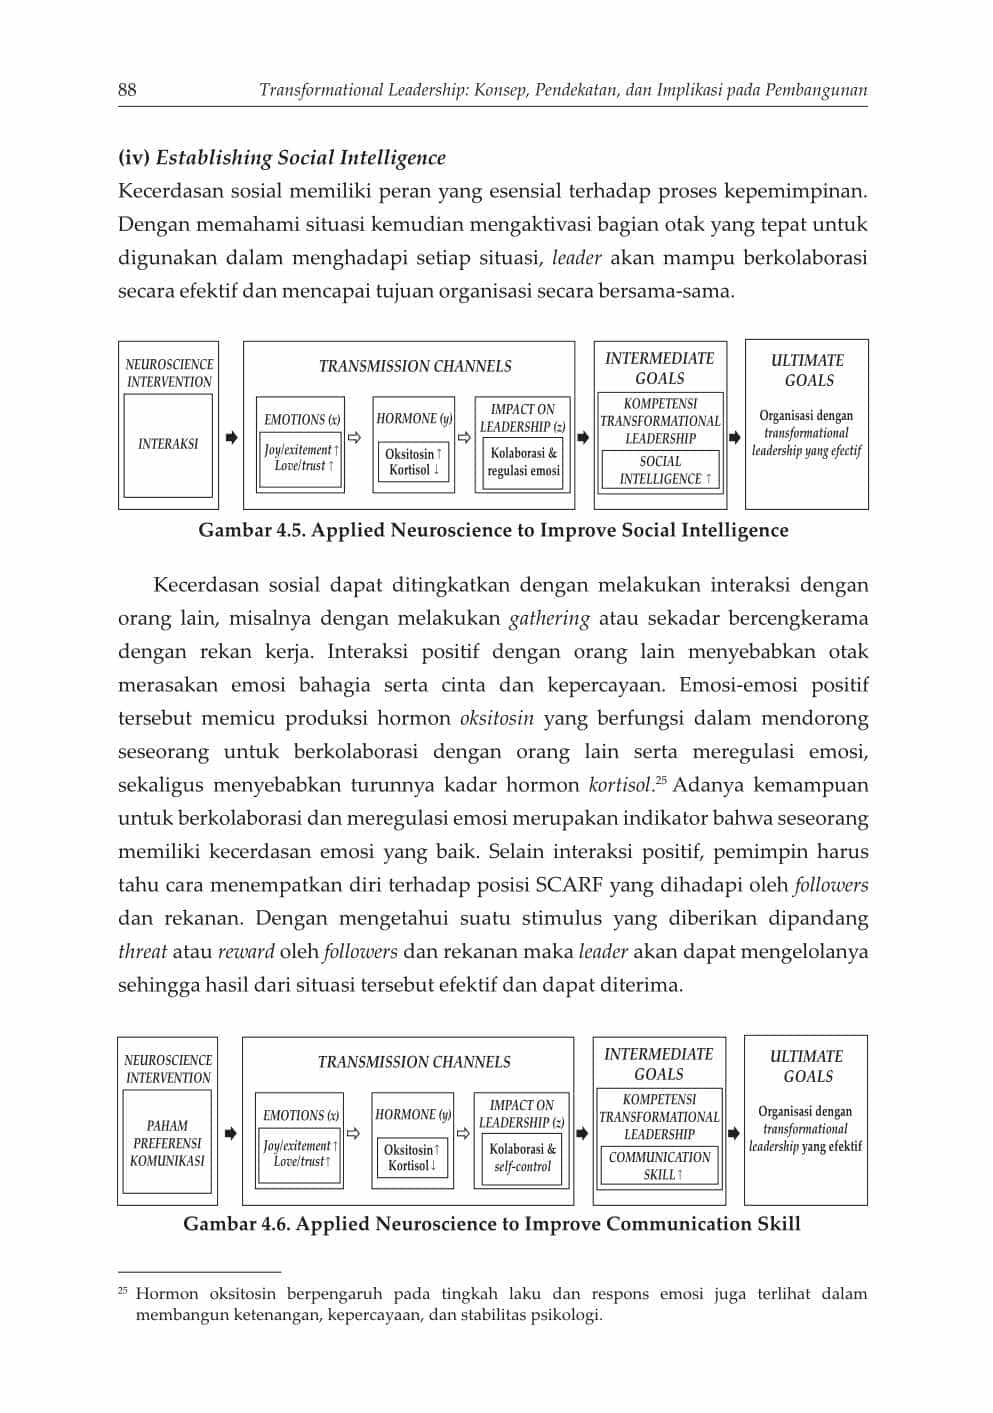 88 Transformational Leadership: Konsep, Pendekatan, dan Implikasi pada Pembangunan
(iv) Establishing Social Intelligence
Kecerdasan sosial memiliki peran yang esensial terhadap proses kepemimpinan.
Dengan memahami situasi kemudian mengaktivasi bagian otak yang tepat untuk
digunakan dalam menghadapi setiap situasi, leader akan mampu berkolaborasi
secara efektif dan mencapai tujuan organisasi secara bersama-sama.
NEUROSCIENCE
INTERVENTION
INTERAKSI
TRANSMISSION CHANNELS
EMOTIONS (x)
Joy/exitement ↑
Love/trust ↑
HORMONE (y)
Oksitosin ↑
Kortisol ↓
IMPACT ON
LEADERSHIP (z)
Kolaborasi &
regulasi emosi
INTERMEDIATE
GOALS
KOMPETENSI
TRANSFORMATIONAL
LEADERSHIP
SOCIAL
INTELLIGENCE ↑
ULTIMATE
GOALS
Organisasi dengan
transformational
leadership yang efectif
Gambar 4.5. Applied Neuroscience to Improve Social Intelligence
Kecerdasan sosial dapat ditingkatkan dengan melakukan interaksi dengan
orang lain, misalnya dengan melakukan gathering atau sekadar bercengkerama
dengan rekan kerja. Interaksi positif dengan orang lain menyebabkan otak
merasakan emosi bahagia serta cinta dan kepercayaan. Emosi-emosi positif
tersebut memicu produksi hormon oksitosin yang berfungsi dalam mendorong
seseorang untuk berkolaborasi dengan orang lain serta meregulasi emosi,
sekaligus menyebabkan turunnya kadar hormon kortisol.25 Adanya kemampuan
untuk berkolaborasi dan meregulasi emosi merupakan indikator bahwa seseorang
memiliki kecerdasan emosi yang baik. Selain interaksi positif, pemimpin harus
tahu cara menempatkan diri terhadap posisi SCARF yang dihadapi oleh followers
dan rekanan. Dengan mengetahui suatu stimulus yang diberikan dipandang
threat atau reward oleh followers dan rekanan maka leader akan dapat mengelolanya
sehingga hasil dari situasi tersebut efektif dan dapat diterima.
NEUROSCIENCE
INTERVENTION
PAHAM
PREFERENSI
KOMUNIKASI
TRANSMISSION CHANNELS
EMOTIONS (x)
Joy/exitement ↑
Love/trust ↑
HORMONE (y)
Oksitosin ↑
Kortisol ↓
IMPACT ON
LEADERSHIP (z)
Kolaborasi &
self-control
INTERMEDIATE
GOALS
KOMPETENSI
TRANSFORMATIONAL
LEADERSHIP
COMMUNICATION
SKILL ↑
ULTIMATE
GOALS
Organisasi dengan
transformational
leadership yang efektif
Gambar 4.6. Applied Neuroscience to Improve Communication Skill
25 Hormon oksitosin berpengaruh pada tingkah laku dan respons emosi juga terlihat dalam
membangun ketenangan, kepercayaan, dan stabilitas psikologi.